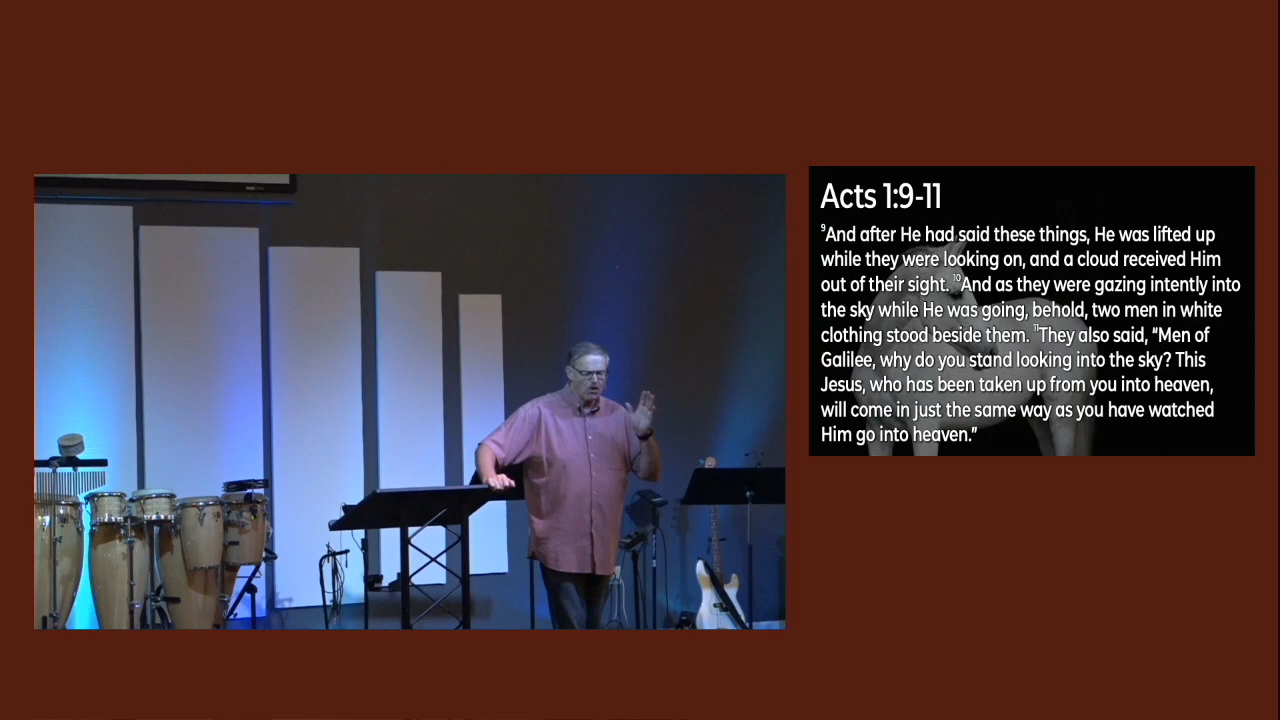 Acts 1:9-11
⁹And after He had said these things, He was lifted up
while they were looking on, and a cloud received Him
out of their sight. ¹⁰And as they were gazing intently into
the sky while He was going, behold, two men in white
clothing stood beside them. ¹¹They also said, “Men of
Galilee, why do you stand looking into the sky? This
Jesus, who has been taken up from you into heaven,
will come in just the same way as you have watched
Him go into heaven.”